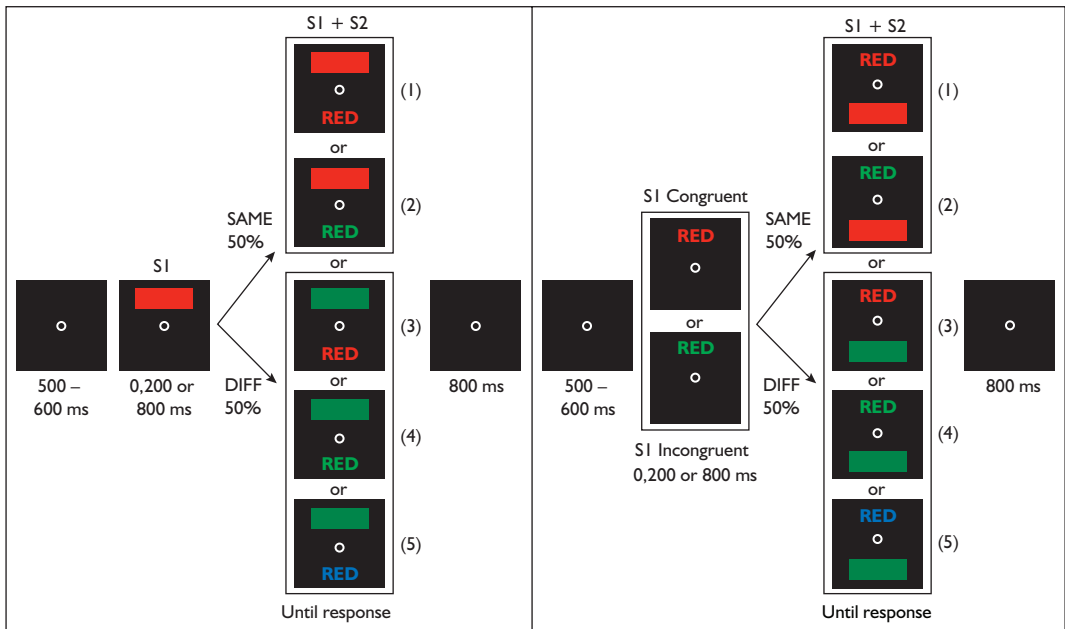 S1 + S2
RED
(1)
or
RED
(2)
SAME
50%
or
S1
RED
(3)
500 –
600 ms
0,200 or
800 ms
DIFF
50%
or
800 ms
RED
(4)
or
RED
(5)
Until response
S1 + S2
RED
(1)
or
RED
(2)
S1 Congruent
SAME
50%
RED
or
or
RED
RED
(3)
500 –
600 ms
DIFF
50%
or
800 ms
S1 Incongruent
0,200 or 800 ms
RED
(4)
or
RED
(5)
Until response